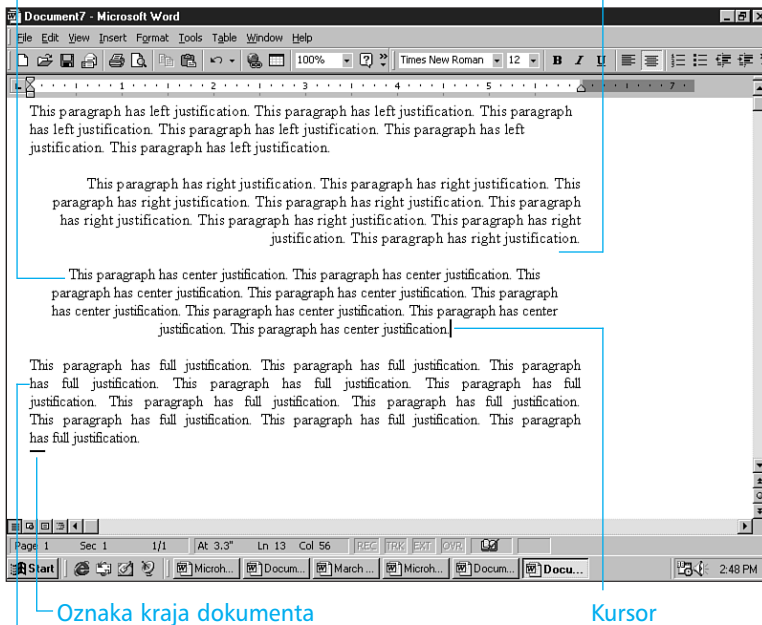 Document7 - Microsoft Word
File Edit View Insert Format Tools Table Window Help
100% Times New Roman 12 B I U
1 2 3 4 5 7
This paragraph has left justification. This paragraph has left justification. This paragraph
has left justification. This paragraph has left justification. This paragraph has left
justification. This paragraph has left justification.
This paragraph has right justification. This paragraph has right justification. This
paragraph has right justification. This paragraph has right justification. This paragraph
has right justification. This paragraph has right justification. This paragraph has right
justification. This paragraph has right justification.
This paragraph has center justification. This paragraph has center justification. This
paragraph has center justification. This paragraph has center justification. This paragraph
has center justification. This paragraph has center justification. This paragraph has center
justification. This paragraph has center justification.
This paragraph has full justification. This paragraph has full justification. This paragraph
has full justification. This paragraph has full justification. This paragraph has full
justification. This paragraph has full justification. This paragraph has full justification.
This paragraph has full justification. This paragraph has full justification. This paragraph
has full justification.
Page 1 Sec 1 1/1 At 3.3" Ln 13 Col 56 REC TRK EXT OVR
Start Microh... Docum... March ... Microh... Docum... Docu... 2:48 PM
Oznaka kraja dokumenta Kursor